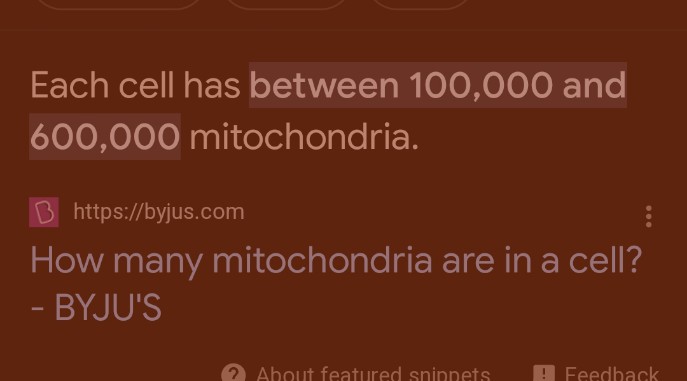 Each cell has between 100,000 and
600,000 mitochondria.
https://byjus.com
How many mitochondria are in a cell?
- BYJU'S
About featured snippets
Feedback